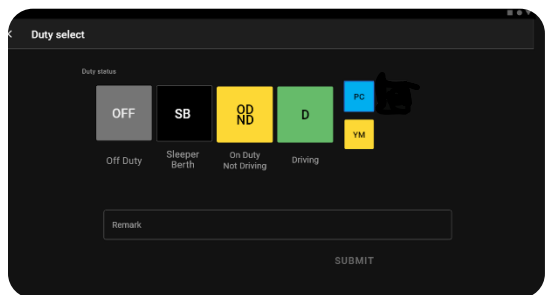 Duty select
Duty status
OFF
SB
OD
ND
D
PC
YM
Off Duty
Sleeper
Berth
On Duty
Not Driving
Driving
Remark
SUBMIT